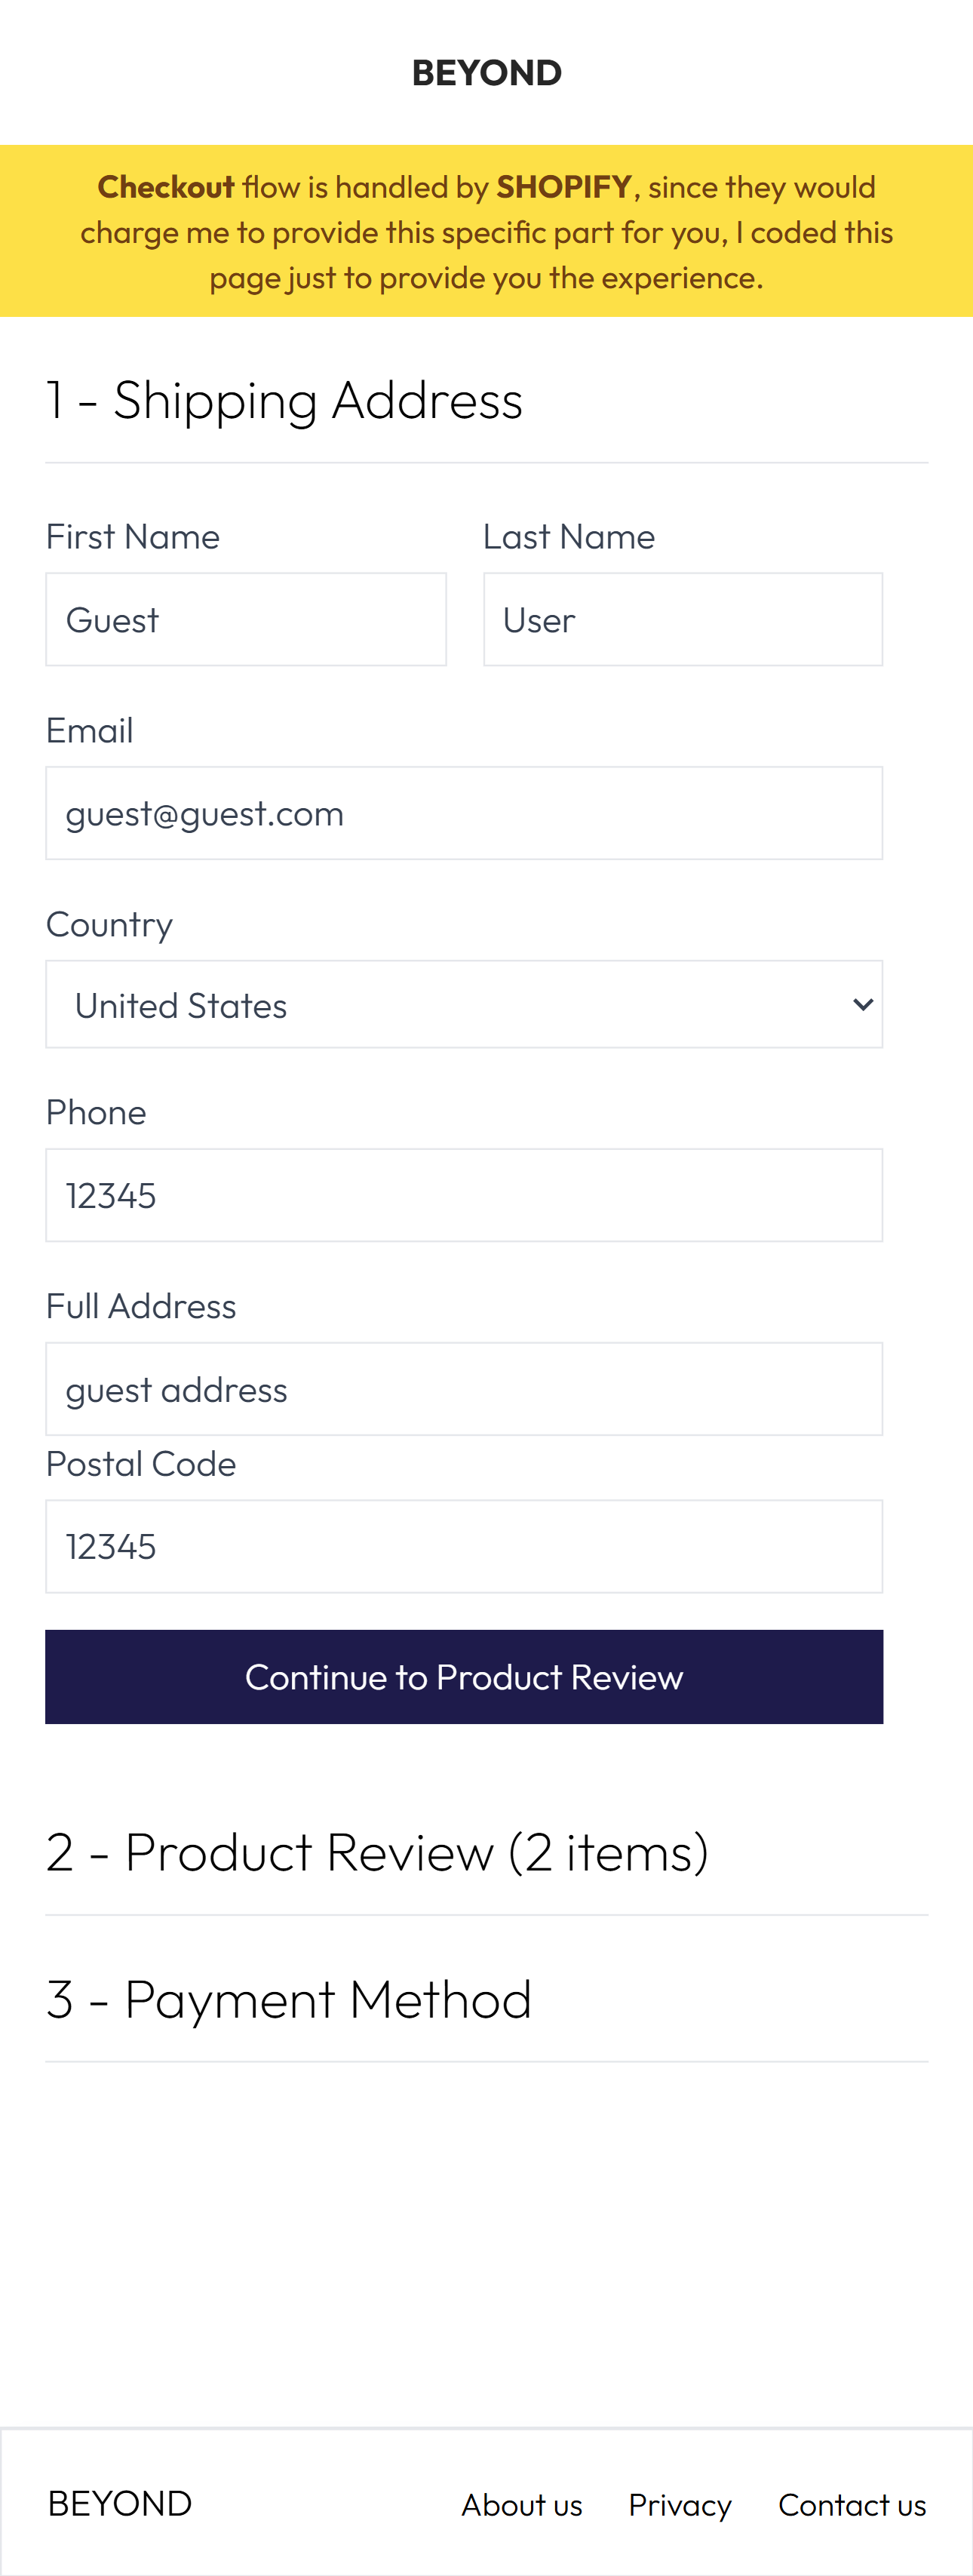 BEYOND
Checkout flow is handled by SHOPIFY, since they would
charge me to provide this specific part for you, I coded this
page just to provide you the experience.
1 - Shipping Address
First Name
Last Name
Guest
User
Email
guest@guest.com
Country
United States
Phone
12345
Full Address
guest address
Postal Code
12345
Continue to Product Review
2 - Product Review (2 items)
3 - Payment Method
BEYOND
About us
Privacy
Contact us